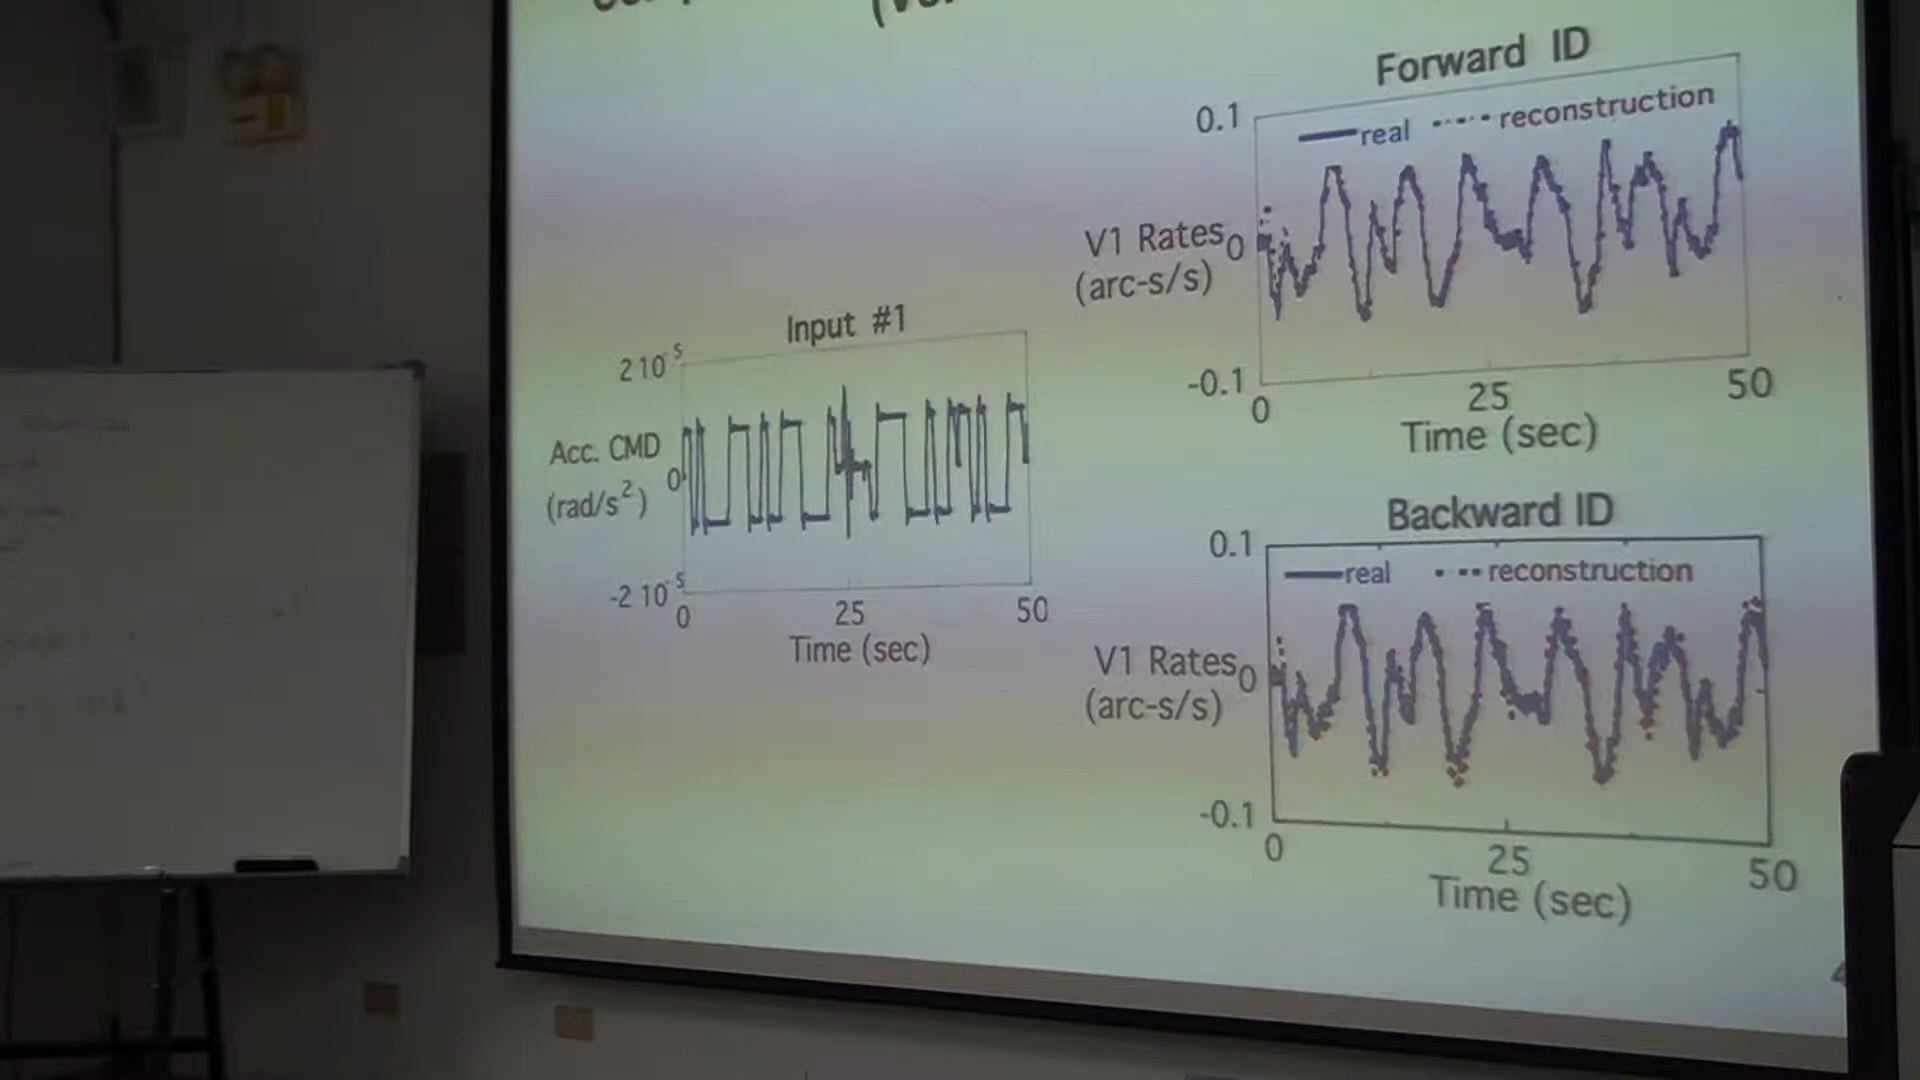 Forward ID
0.1
real reconstruction
V1 Rates 0
(arc-s/s)
-0.1
0 25 50
Time (sec)
Input #1
2 10⁻⁵
Acc. CMD
0
(rad/s²)
-2 10⁻⁵
0 25 50
Time (sec)
Backward ID
0.1
real reconstruction
V1 Rates 0
(arc-s/s)
-0.1
0 25 50
Time (sec)